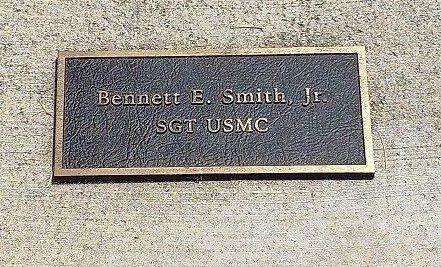 Bennett E. Smith, Jr.
SGT USMC